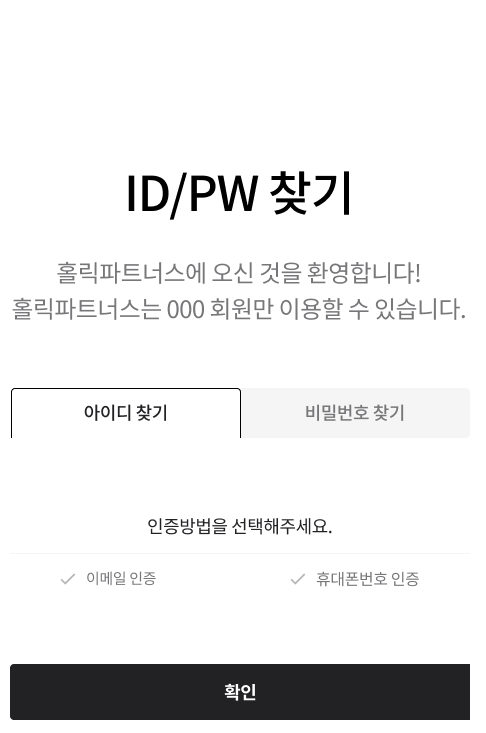 ID/PW 찾기
홀릭파트너스에 오신 것을 환영합니다!
홀릭파트너스는 000 회원만 이용할 수 있습니다.
아이디 찾기 비밀번호 찾기
인증방법을 선택해주세요.
이메일 인증 휴대폰번호 인증
확인